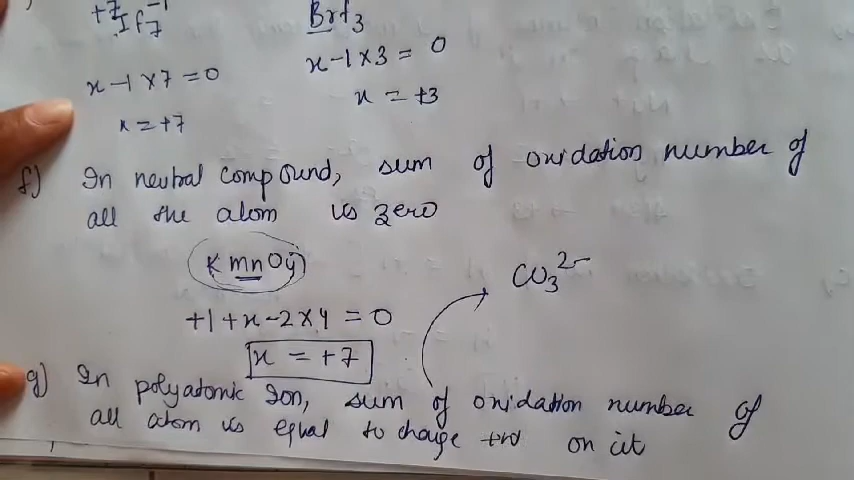 +7 -1
If7 BrF3
x-1×7=0 x-1×3 = 0
x=+7 x = +3
f) In neutral compound, sum of oxidation number of
all the atom is zero
KmnO4 CO3 2-
+1+x-2×4=0
x = +7
g) In polyatomic Ion, sum of oxidation number of
all atom is equal to charge on it